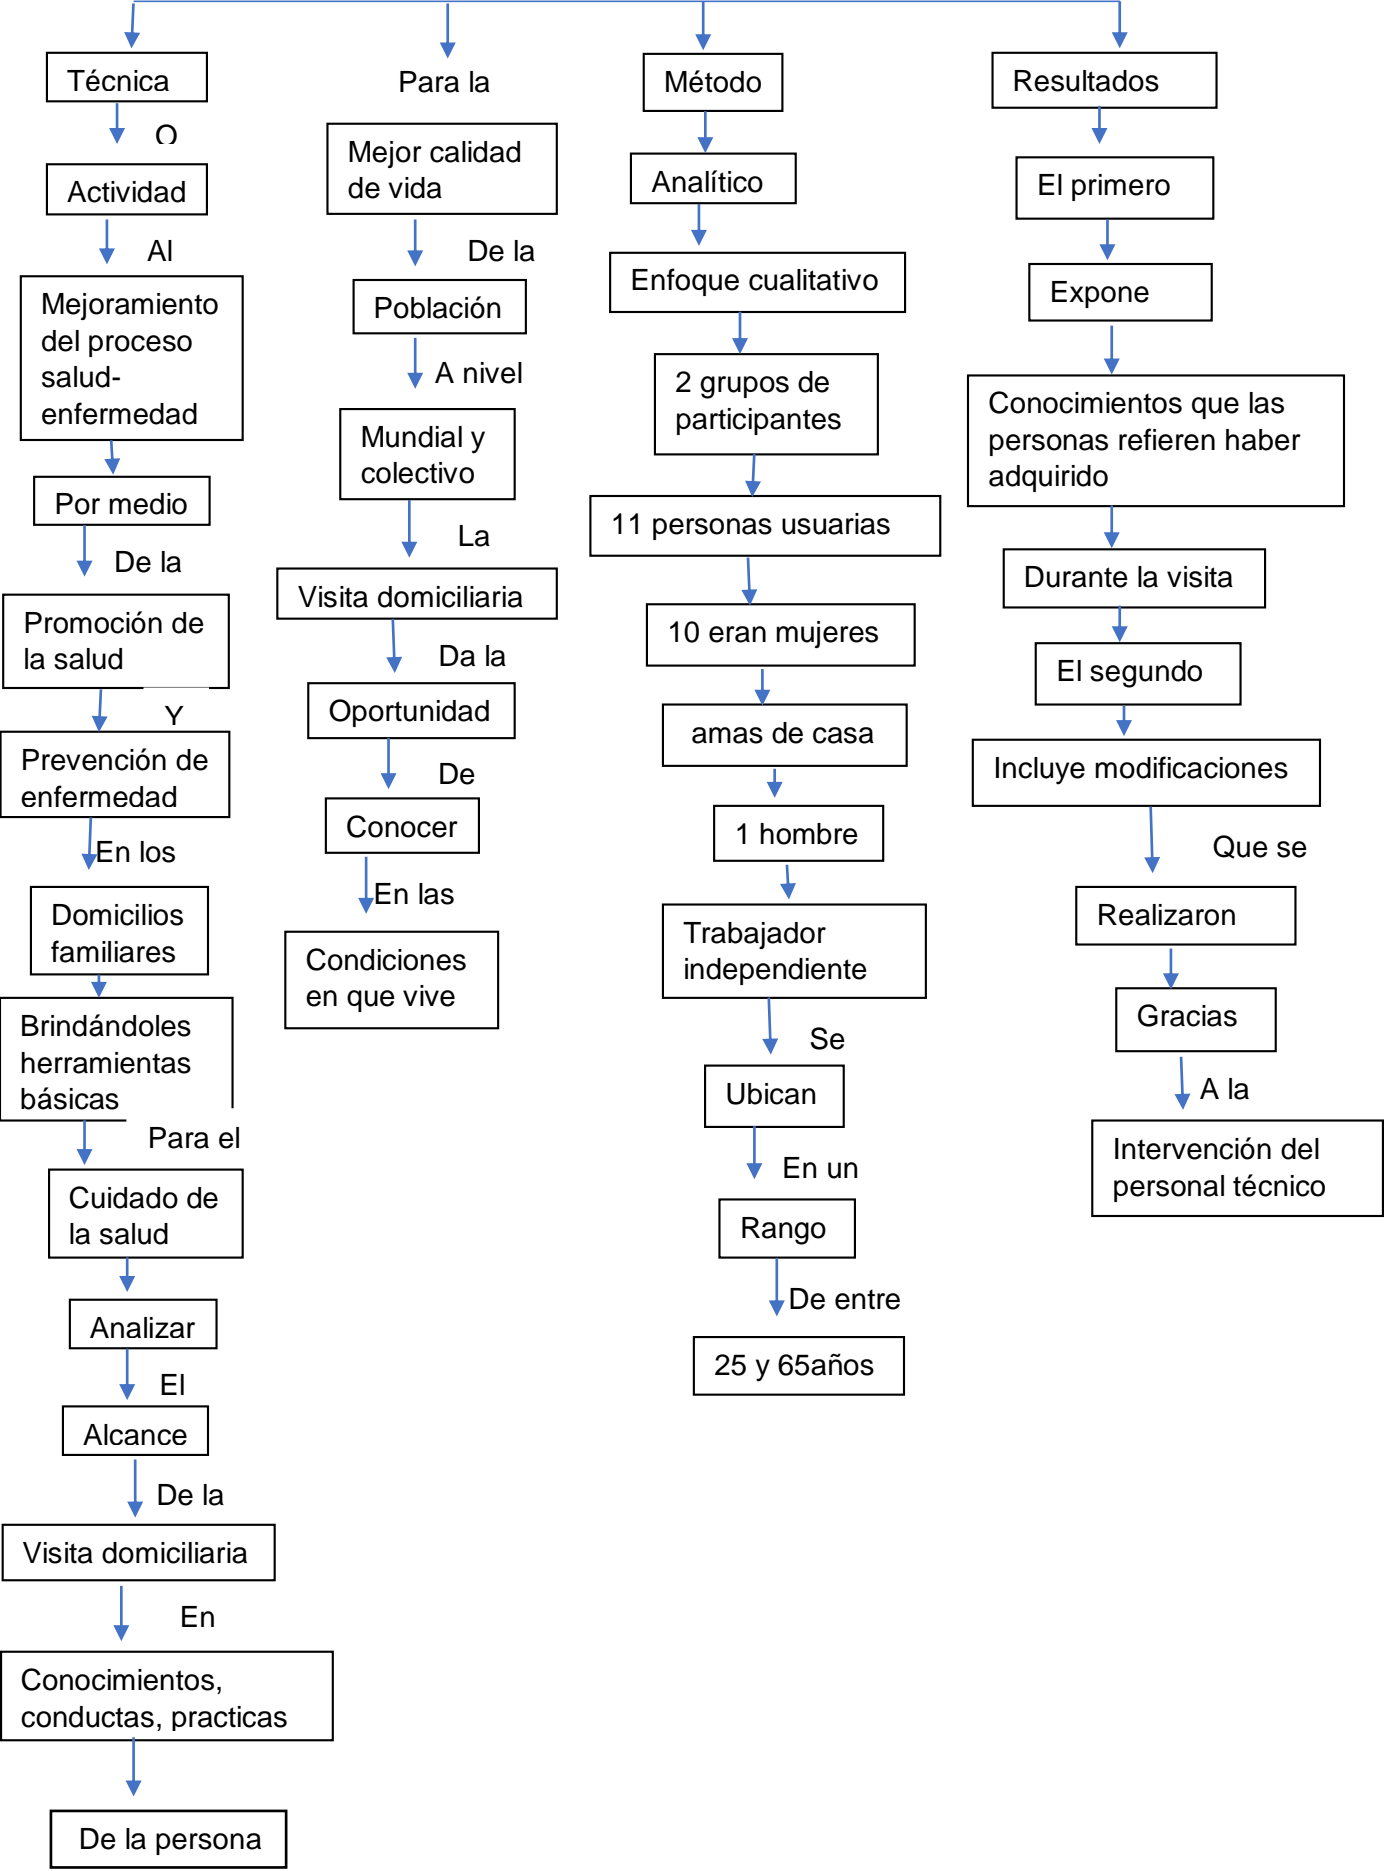 Técnica
O
Actividad
Al
Mejoramiento
del proceso
salud-
enfermedad
Por medio
De la
Promoción de
la salud
Y
Prevención de
enfermedad
En los
Domicilios
familiares
Brindándoles
herramientas
básicas
Para el
Cuidado de
la salud
Analizar
El
Alcance
De la
Visita domiciliaria
En
Conocimientos,
conductas, practicas
De la persona
Para la
Mejor calidad
de vida
De la
Población
A nivel
Mundial y
colectivo
La
Visita domiciliaria
Da la
Oportunidad
De
Conocer
En las
Condiciones
en que vive
Método
Analítico
Enfoque cualitativo
2 grupos de
participantes
11 personas usuarias
10 eran mujeres
amas de casa
1 hombre
Trabajador
independiente
Se
Ubican
En un
Rango
De entre
25 y 65años
Resultados
El primero
Expone
Conocimientos que las
personas refieren haber
adquirido
Durante la visita
El segundo
Incluye modificaciones
Que se
Realizaron
Gracias
A la
Intervención del
personal técnico